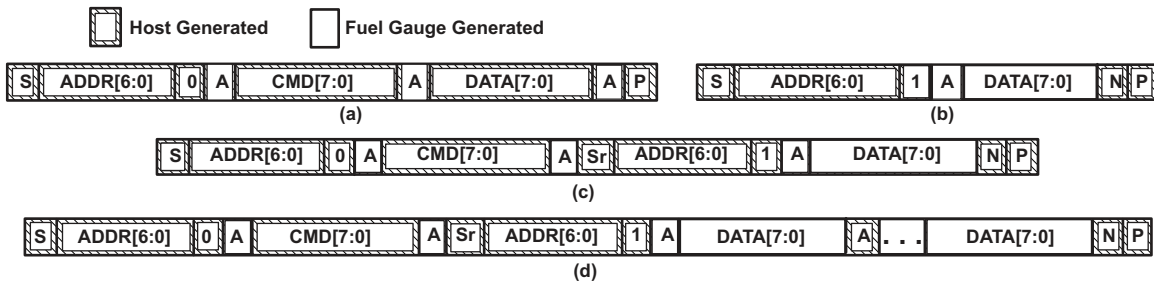 Host Generated Fuel Gauge Generated
S ADDR[6:0] 0 A CMD[7:0] A DATA[7:0] A P S ADDR[6:0] 1 A DATA[7:0] N P
(a) (b)
S ADDR[6:0] 0 A CMD[7:0] A Sr ADDR[6:0] 1 A DATA[7:0] N P
(c)
S ADDR[6:0] 0 A CMD[7:0] A Sr ADDR[6:0] 1 A DATA[7:0] A . . . DATA[7:0] N P
(d)